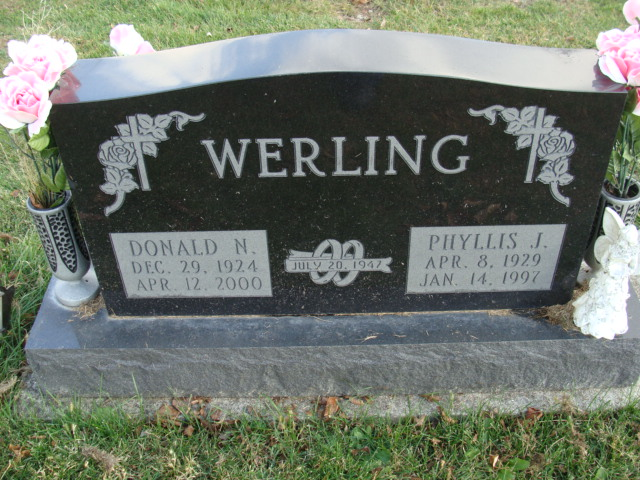 WERLING
DONALD N.
DEC. 29, 1924
APR. 12, 2000
JULY 20, 1947
PHYLLIS J.
APR. 8, 1929
JAN. 14, 1997